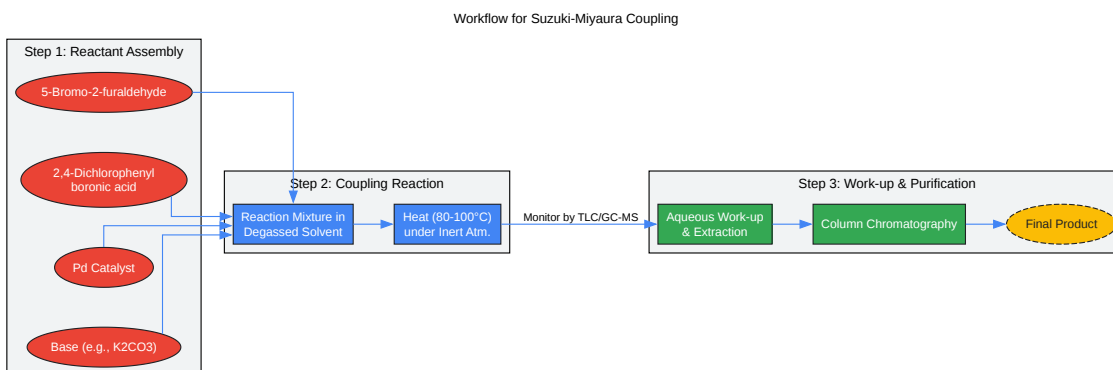 Workflow for Suzuki-Miyaura Coupling
Step 1: Reactant Assembly
5-Bromo-2-furaldehyde
2,4-Dichlorophenyl
boronic acid
Pd Catalyst
Base (e.g., K2CO3)
Step 2: Coupling Reaction
Reaction Mixture in
Degassed Solvent
Heat (80-100°C)
under Inert Atm.
Monitor by TLC/GC-MS
Step 3: Work-up & Purification
Aqueous Work-up
& Extraction
Column Chromatography
Final Product